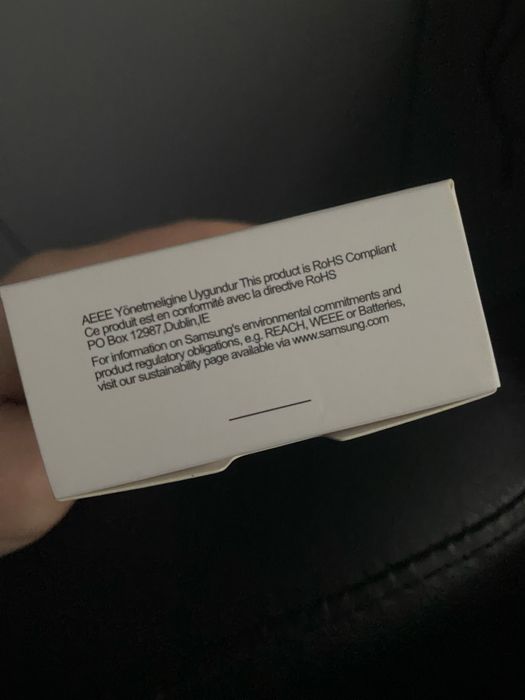 AEEE Yönetmeligine Uygundur This product is RoHS Compliant
Ce produit est en conformité avec la directive RoHS
PO Box 12987,Dublin,IE
For information on Samsung's environmental commitments and
product regulatory obligations, e.g. REACH, WEEE or Batteries,
visit our sustainability page available via www.samsung.com